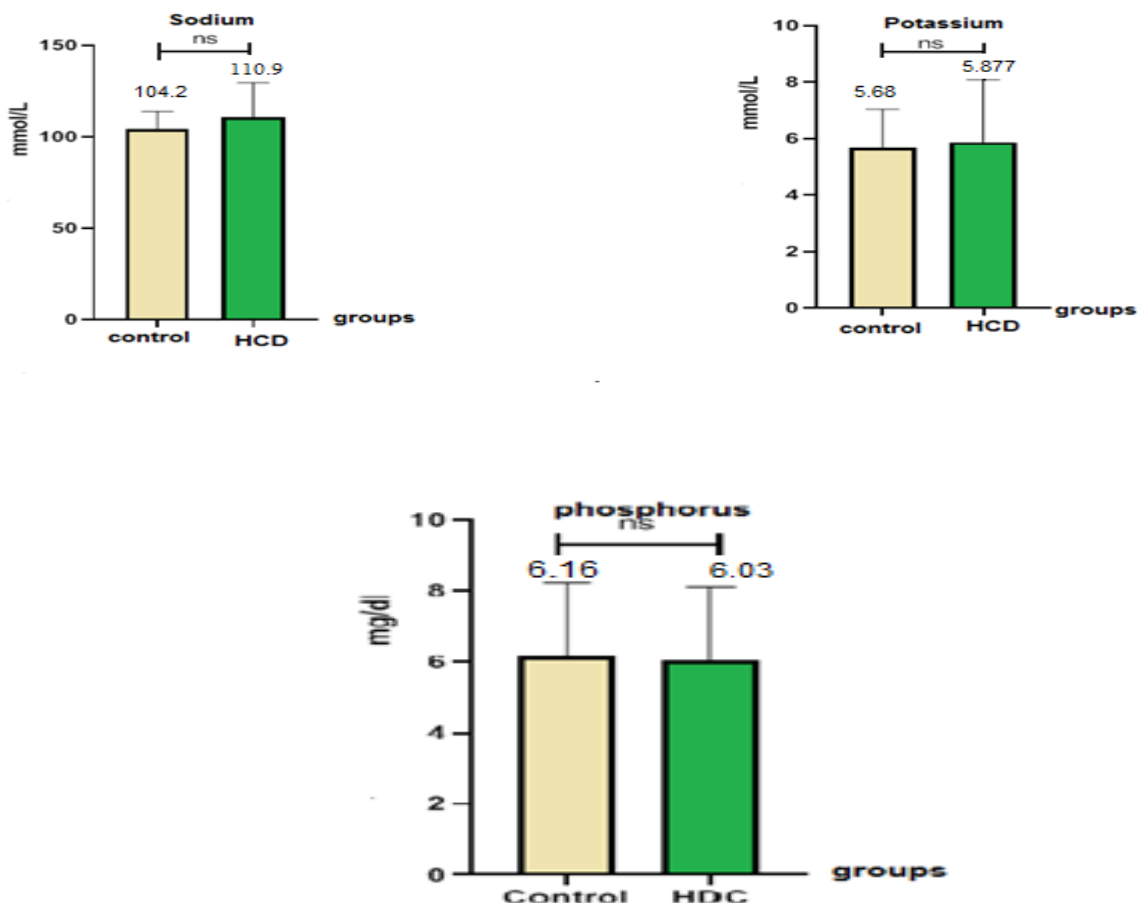 Sodium
ns
150
110.9
104.2
mmol/L
100
50
0
groups
control
HCD
Potassium
10
ns
5.877
8
5.68
mmol/L
6
4
2
0
groups
control
HCD
phosphorus
10
ns
6.16
6.03
8
mg/dl
6
4
2
0
groups
Control
HDC